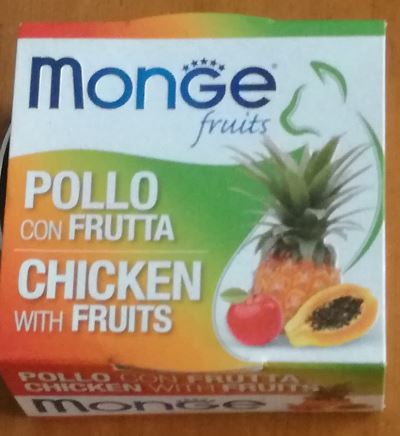 Monge
fruits
POLLO
CON FRUTTA
CHICKEN
WITH FRUITS
POLLO CON FRUTTA
CHICKEN WITH FRUITS
Monge